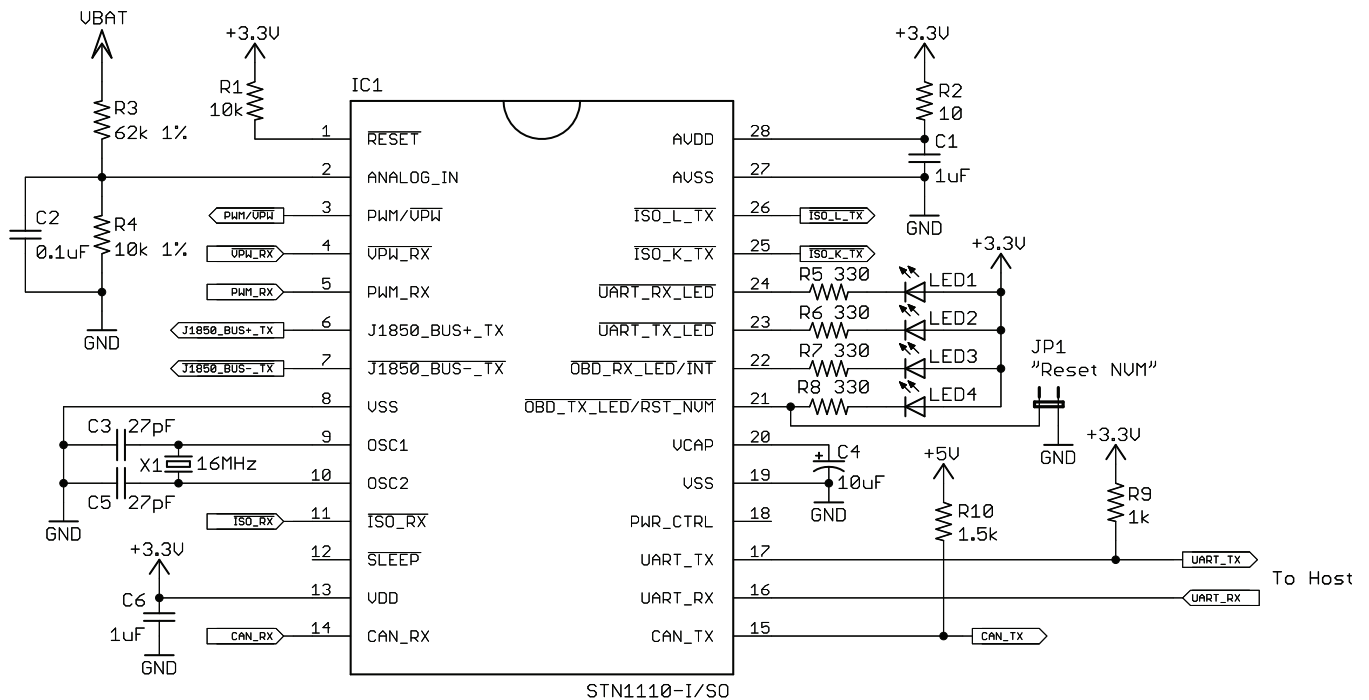 VBAT
+3.3V
+3.3V
IC1
R1
10k
R2
10
R3
62k 1%
1
RESET
AVDD
28
C1
1uF
2
ANALOG_IN
AVSS
27
C2
0.1uF
R4
10k 1%
PWM/VPW
3
PWM/VPW
ISO_L_TX
26
ISO_L_TX
GND
VPW_RX
4
VPW_RX
ISO_K_TX
25
ISO_K_TX
+3.3V
PWM_RX
5
PWM_RX
UART_RX_LED
24
R5 330
LED1
J1850_BUS+_TX
6
J1850_BUS+_TX
UART_TX_LED
23
R6 330
LED2
GND
J1850_BUS-_TX
7
J1850_BUS-_TX
OBD_RX_LED/INT
22
R7 330
LED3
JP1
"Reset NVM"
8
VSS
OBD_TX_LED/RST_NVM
21
R8 330
LED4
C3
27pF
9
OSC1
VCAP
20
+
C4
10uF
+5V
+3.3V
GND
X1
16MHz
C5
27pF
10
OSC2
VSS
19
GND
R9
1k
GND
ISO_RX
11
ISO_RX
PWR_CTRL
18
R10
1.5k
+3.3V
12
SLEEP
UART_TX
17
UART_TX
To Host
C6
1uF
13
VDD
UART_RX
16
UART_RX
CAN_RX
14
CAN_RX
CAN_TX
15
CAN_TX
GND
STN1110-I/SO